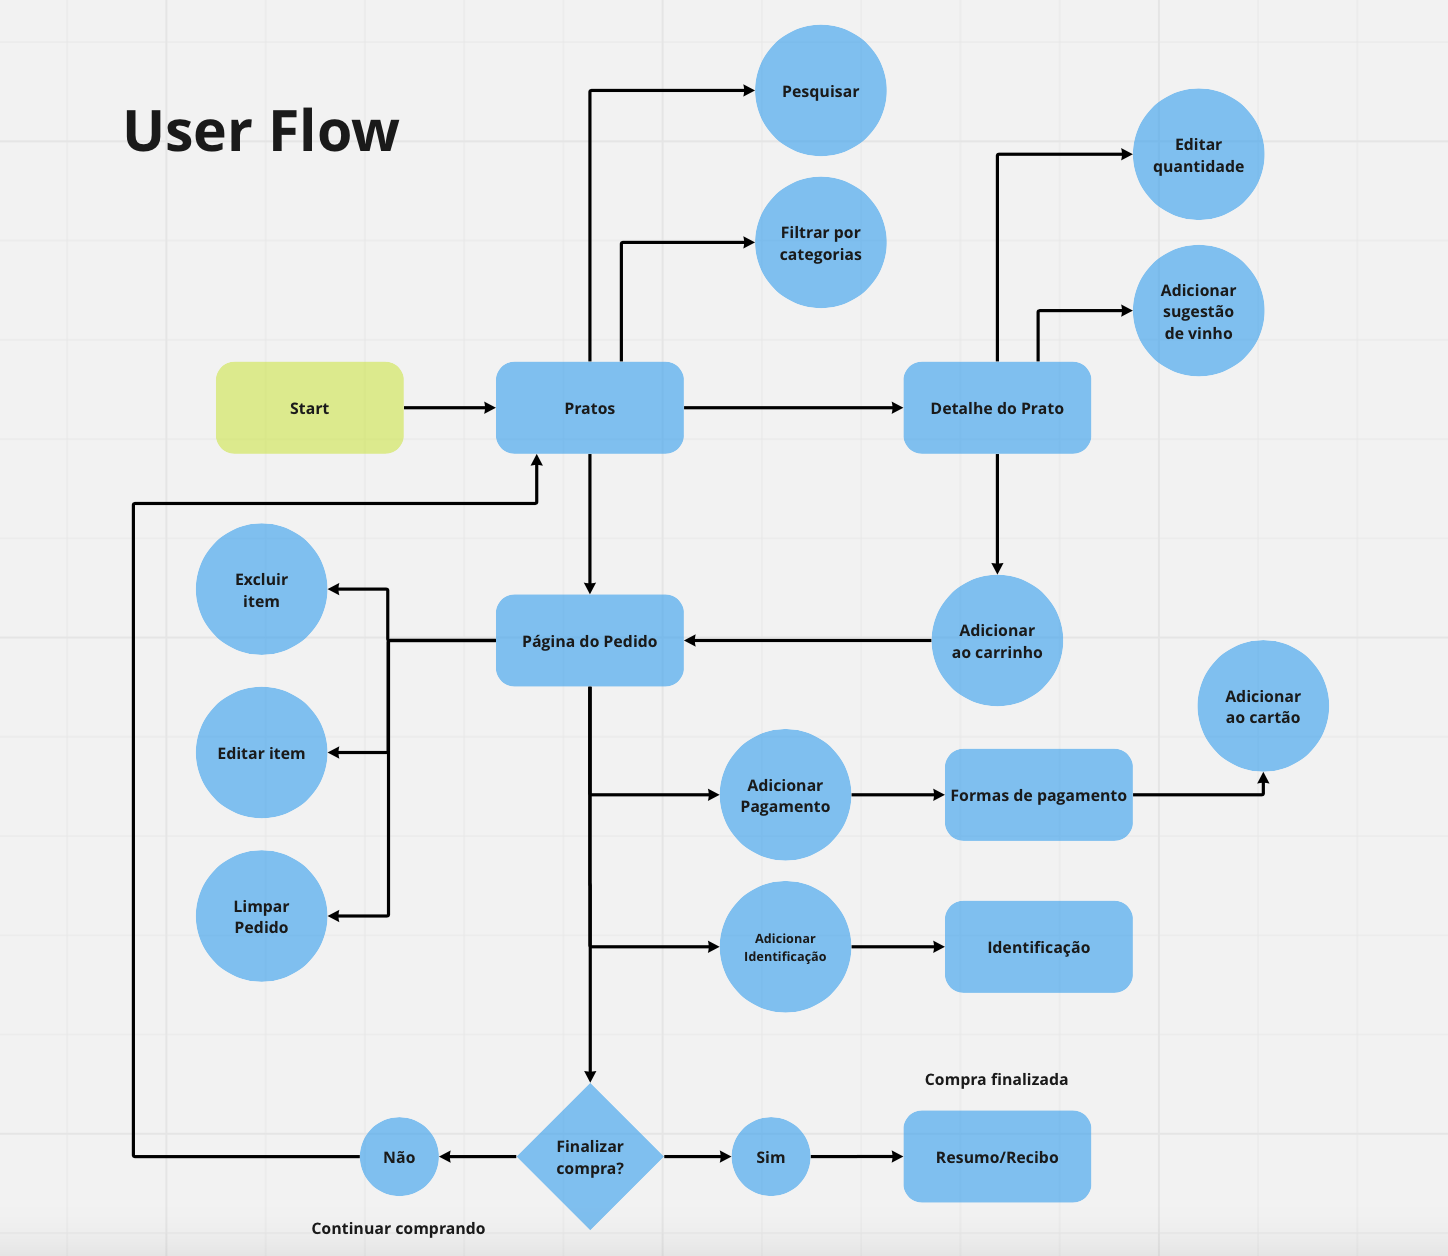 User Flow
Pesquisar
Editar
quantidade
Filtrar por
categorias
Adicionar
sugestão
de vinho
Start
Pratos
Detalhe do Prato
Excluir
item
Página do Pedido
Adicionar
ao carrinho
Adicionar
ao cartão
Editar item
Adicionar
Pagamento
Formas de pagamento
Limpar
Pedido
Adicionar
Identificação
Identificação
Compra finalizada
Não
Finalizar
compra?
Sim
Resumo/Recibo
Continuar comprando